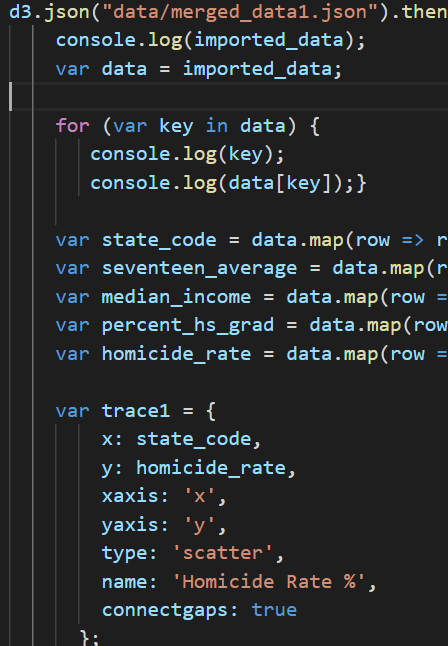 d3.json("data/merged_data1.json").then
console.log(imported_data);
var data = imported_data;
for (var key in data) {
console.log(key);
console.log(data[key]);}
var state_code = data.map(row => r
var seventeen_average = data.map(r
var median_income = data.map(row =
var percent_hs_grad = data.map(row
var homicide_rate = data.map(row =
var trace1 = {
x: state_code,
y: homicide_rate,
xaxis: 'x',
yaxis: 'y',
type: 'scatter',
name: 'Homicide Rate %',
connectgaps: true
};